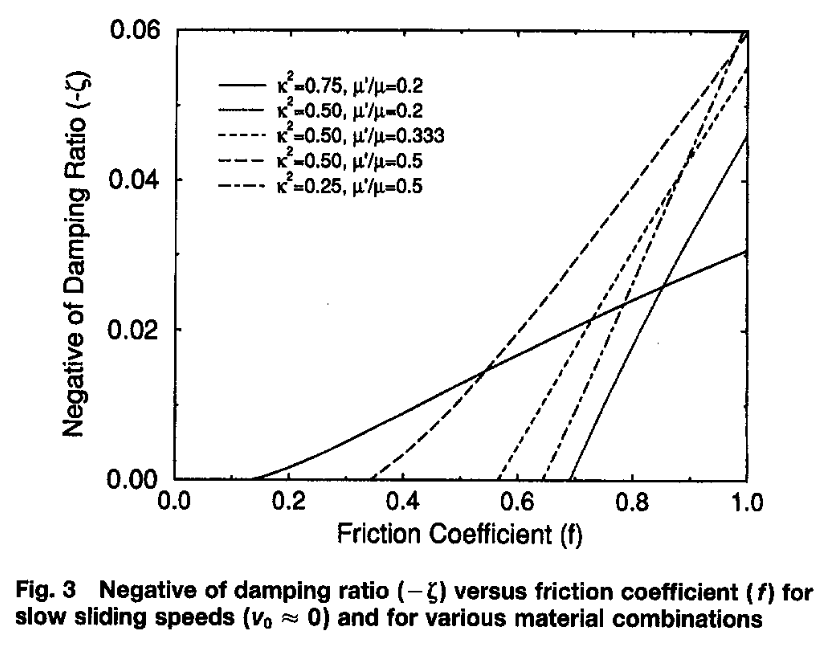 0.06
0.04
0.02
0.00
Negative of Damping Ratio (-ζ)
κ²=0.75, μ'/μ=0.2
κ²=0.50, μ'/μ=0.2
κ²=0.50, μ'/μ=0.333
κ²=0.50, μ'/μ=0.5
κ²=0.25, μ'/μ=0.5
0.0 0.2 0.4 0.6 0.8 1.0
Friction Coefficient (f)
Fig. 3 Negative of damping ratio (−ζ) versus friction coefficient (f) for
slow sliding speeds (v₀ ≈ 0) and for various material combinations